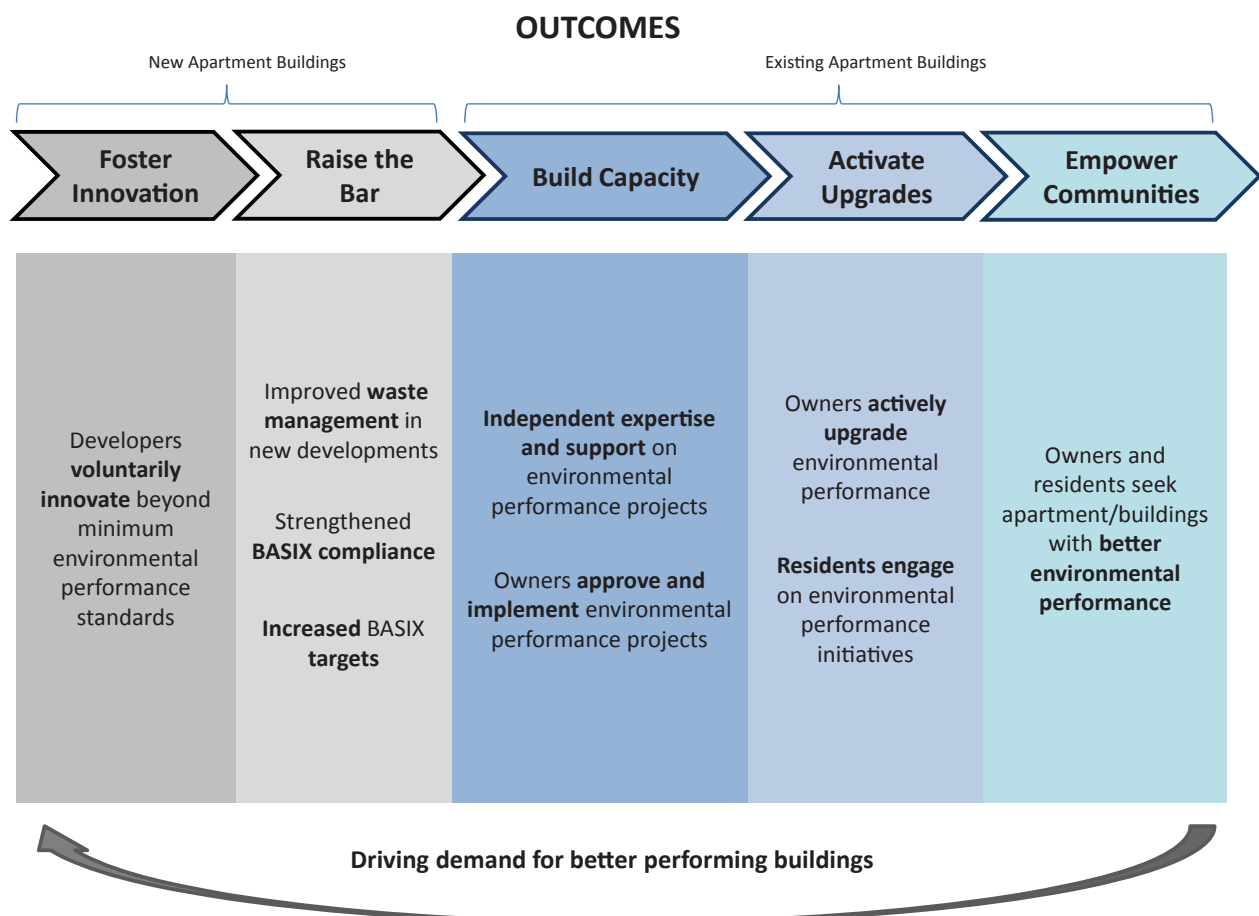 OUTCOMES
New Apartment Buildings
Existing Apartment Buildings
Foster
Innovation
Raise the
Bar
Build Capacity
Activate
Upgrades
Empower
Communities
Developers
voluntarily
innovate beyond
minimum
environmental
performance
standards
Improved waste
management in
new developments
Strengthened
BASIX compliance
Increased BASIX
targets
Independent expertise
and support on
environmental
performance projects
Owners approve and
implement environmental
performance projects
Owners actively
upgrade
environmental
performance
Residents engage
on environmental
performance
initiatives
Owners and
residents seek
apartment/buildings
with better
environmental
performance
Driving demand for better performing buildings